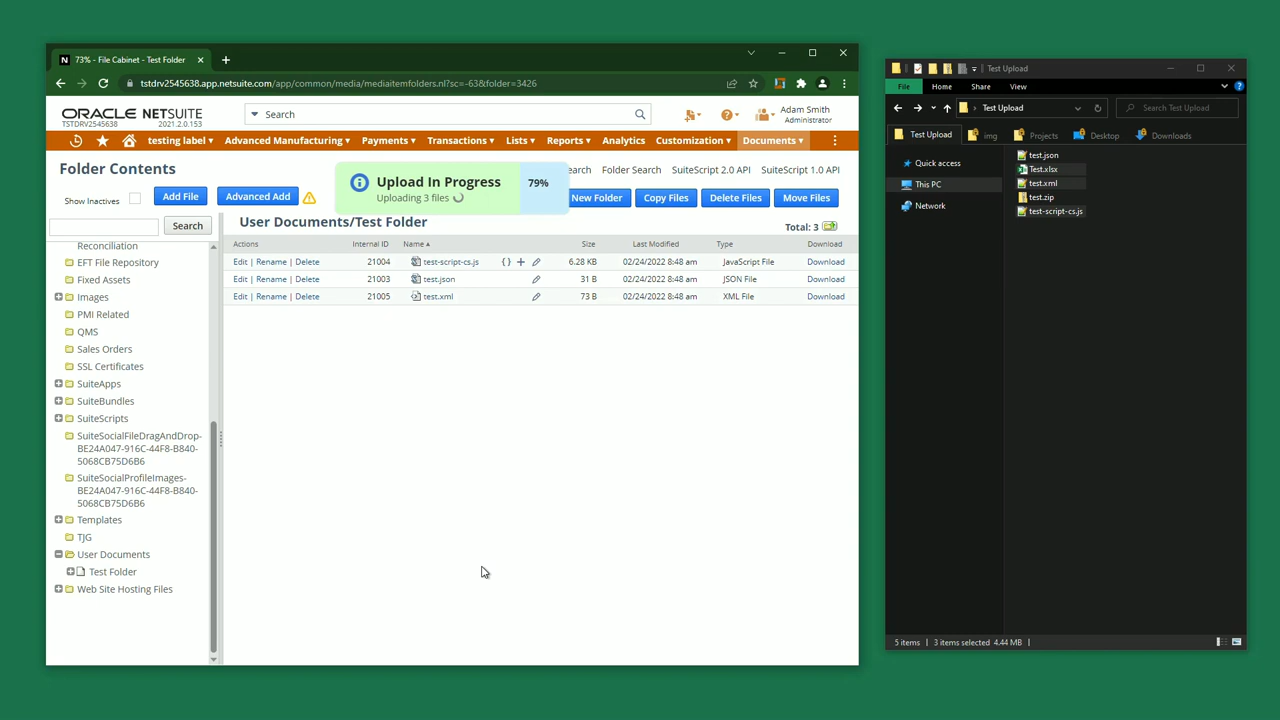 73% - File Cabinet - Test Folder
tstdrv2545638.app.netsuite.com/app/common/media/mediaitemfolders.nl?sc=-63&folder=3426
ORACLE NETSUITE
TSTDRV2545638 2021.2.0.153
Search
Adam Smith
Administrator
testing label Advanced Manufacturing Payments Transactions Lists Reports Analytics Customization Documents
Folder Contents
Upload In Progress
Uploading 3 files
79%
earch Folder Search SuiteScript 2.0 API SuiteScript 1.0 API
Show Inactives Add File Advanced Add New Folder Copy Files Delete Files Move Files
Search
User Documents/Test Folder
Total: 3
Actions Internal ID Name Size Last Modified Type Download
Edit | Rename | Delete 21004 test-script-cs.js {} + 6.28 KB 02/24/2022 8:48 am JavaScript File Download
Edit | Rename | Delete 21003 test.json 31 B 02/24/2022 8:48 am JSON File Download
Edit | Rename | Delete 21005 test.xml 73 B 02/24/2022 8:48 am XML File Download
Reconciliation
EFT File Repository
Fixed Assets
Images
PMI Related
QMS
Sales Orders
SSL Certificates
SuiteApps
SuiteBundles
SuiteScripts
SuiteSocialFileDragAndDrop-
BE24A047-916C-44F8-B840-
5068CB75D6B6
SuiteSocialProfileImages-
BE24A047-916C-44F8-B840-
5068CB75D6B6
Templates
TJG
User Documents
Test Folder
Web Site Hosting Files
Test Upload
File Home Share View
Test Upload
Search Test Upload
Test Upload img Projects Desktop Downloads
Quick access
This PC
Network
test.json
Test.xlsx
test.xml
test.zip
test-script-cs.js
5 items | 3 items selected 4.44 MB |